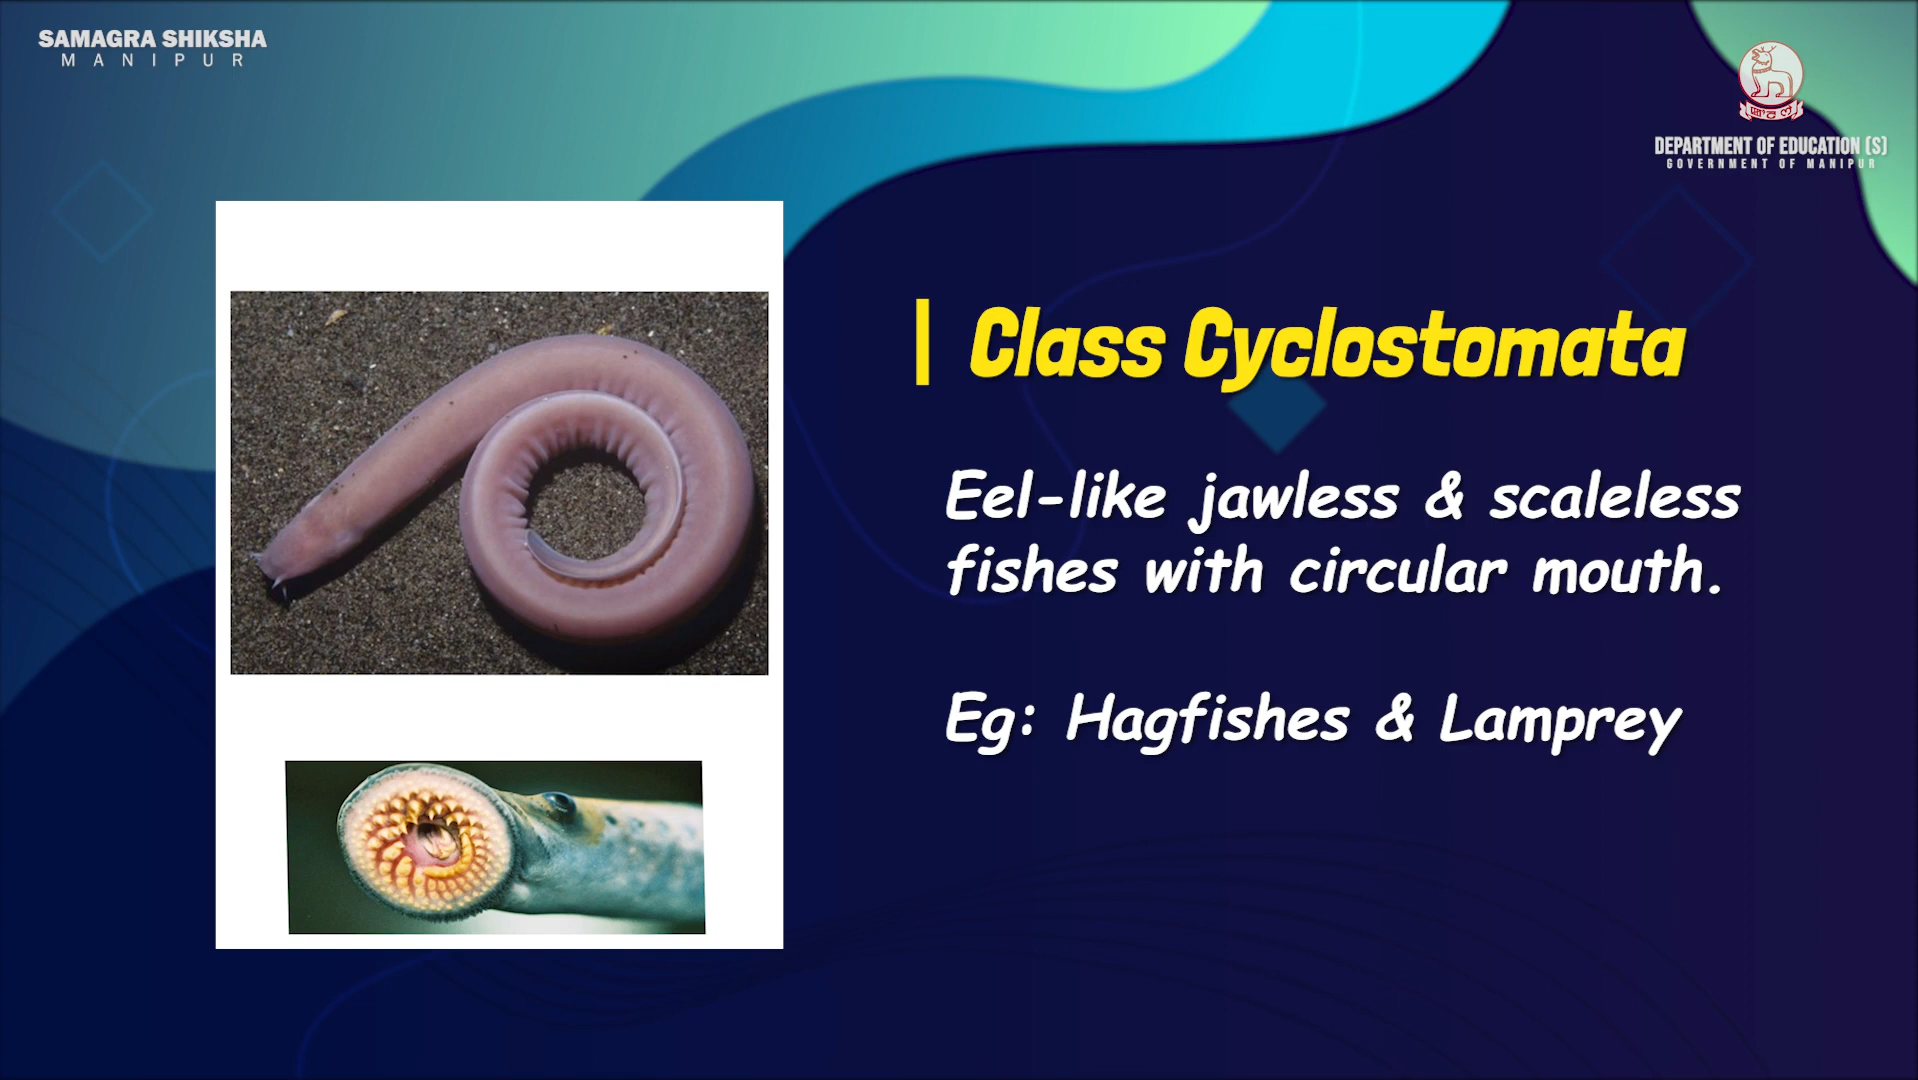 SAMAGRA SHIKSHA
MANIPUR
DEPARTMENT OF EDUCATION (S)
GOVERNMENT OF MANIPUR
Class Cyclostomata
Eel-like jawless & scaleless
fishes with circular mouth.
Eg: Hagfishes & Lamprey